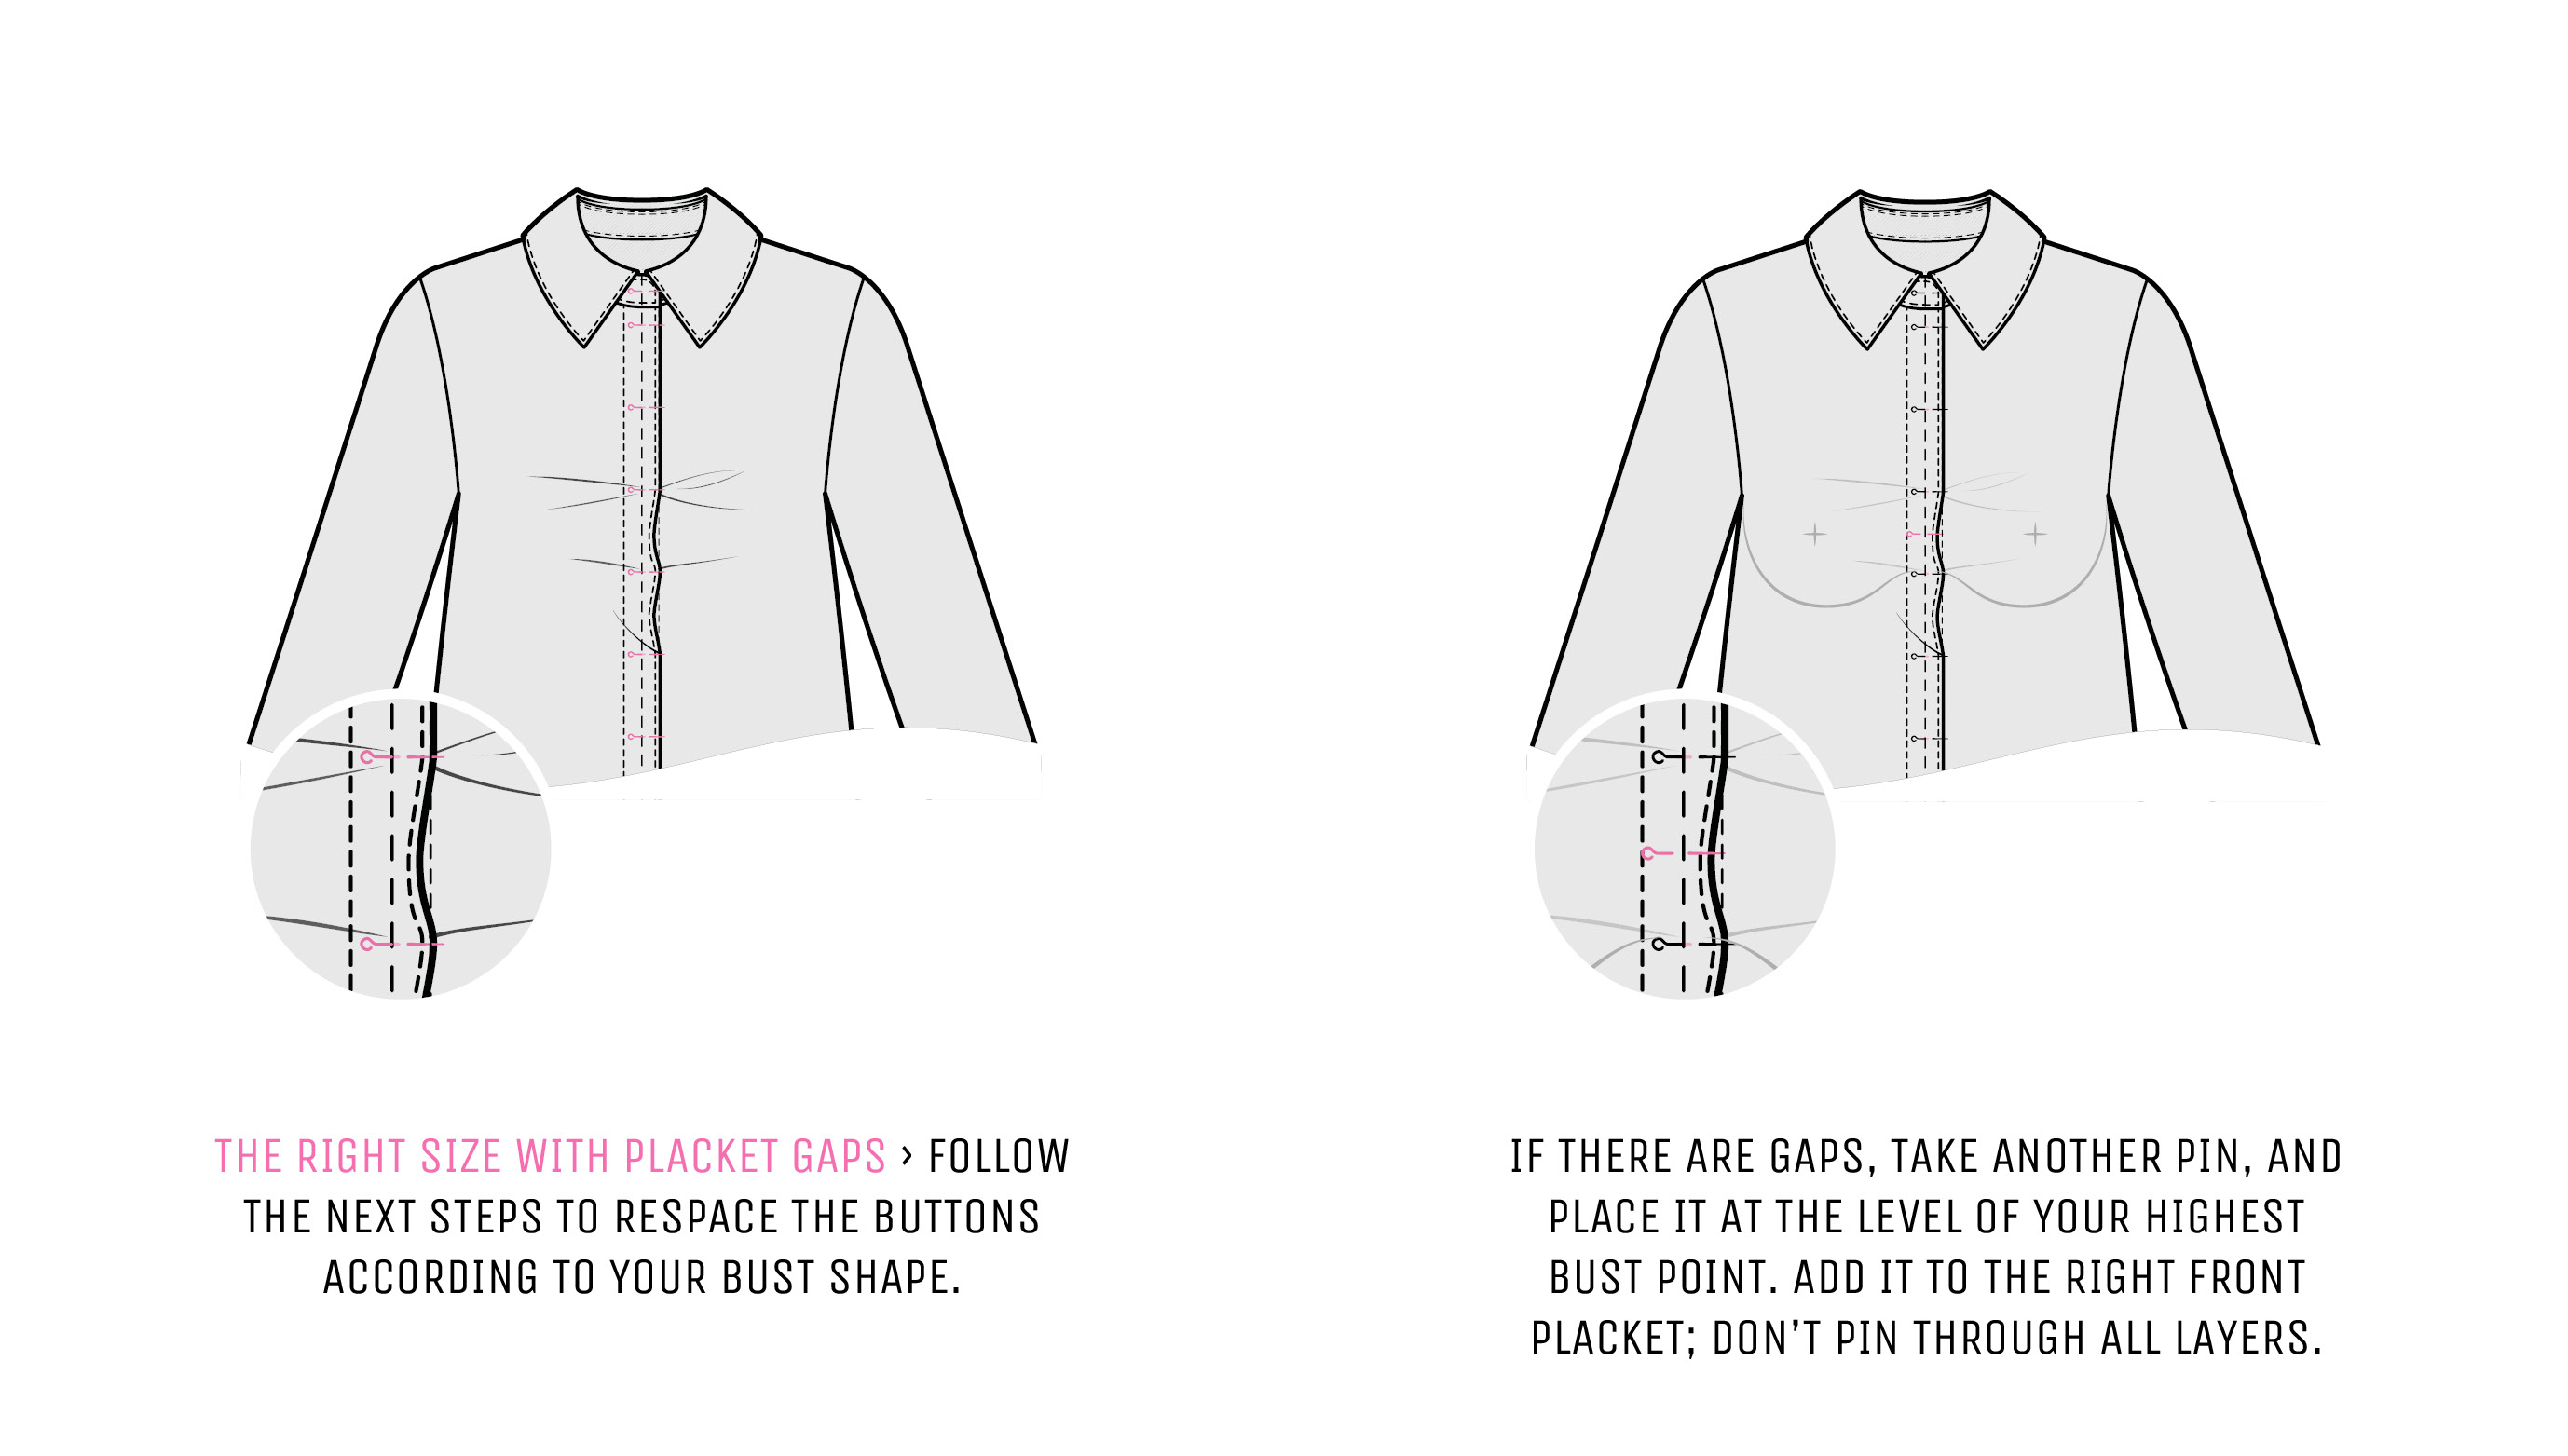 THE RIGHT SIZE WITH PLACKET GAPS › FOLLOW
THE NEXT STEPS TO RESPACE THE BUTTONS
ACCORDING TO YOUR BUST SHAPE.
IF THERE ARE GAPS, TAKE ANOTHER PIN, AND
PLACE IT AT THE LEVEL OF YOUR HIGHEST
BUST POINT. ADD IT TO THE RIGHT FRONT
PLACKET; DON’T PIN THROUGH ALL LAYERS.